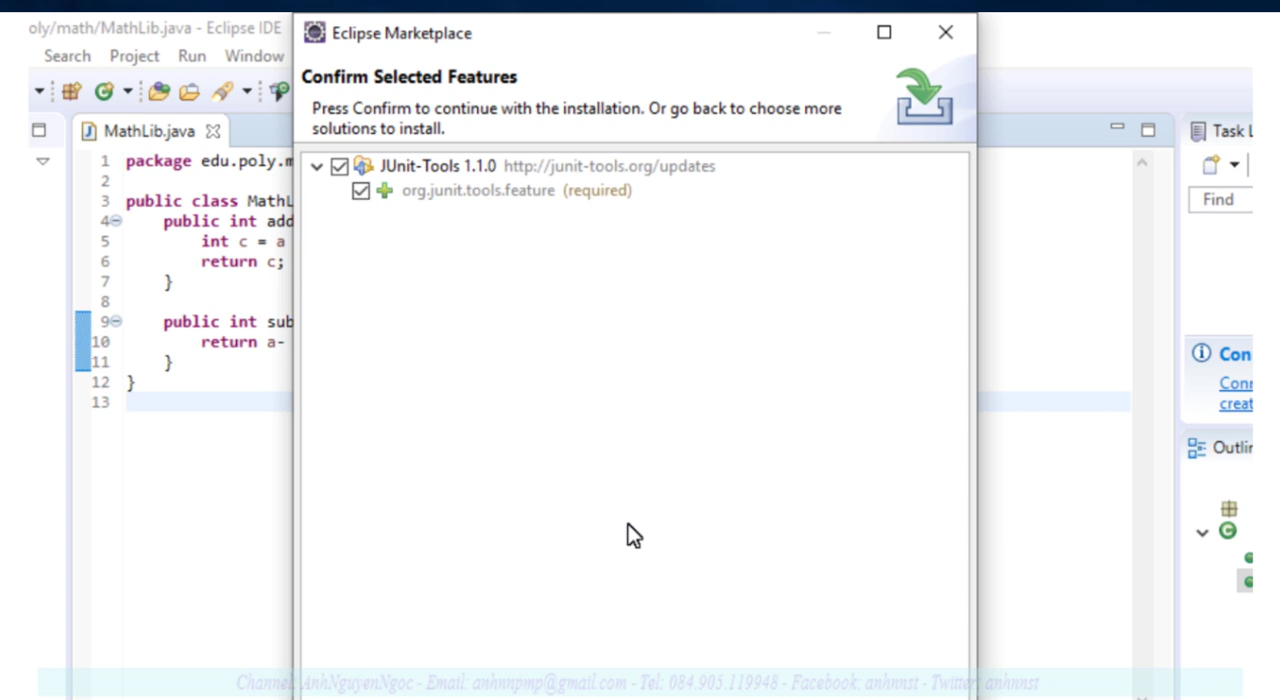 oly/math/MathLib.java - Eclipse IDE
Search Project Run Window
Eclipse Marketplace
Confirm Selected Features
Press Confirm to continue with the installation. Or go back to choose more
solutions to install.
JUnit-Tools 1.1.0 http://junit-tools.org/updates
org.junit.tools.feature (required)
MathLib.java
1 package edu.poly.m
2
3 public class MathL
4 public int add
5 int c = a
6 return c;
7 }
8
9 public int sub
10 return a-
11 }
12 }
13
Task L
Find
Con
Conn
creat
Outlin
Channel: AnhNguyenNgoc - Email: anhnnpmp@gmail.com - Tel: 084.905.119948 - Facebook: anhnnst - Twitter: anhnnst